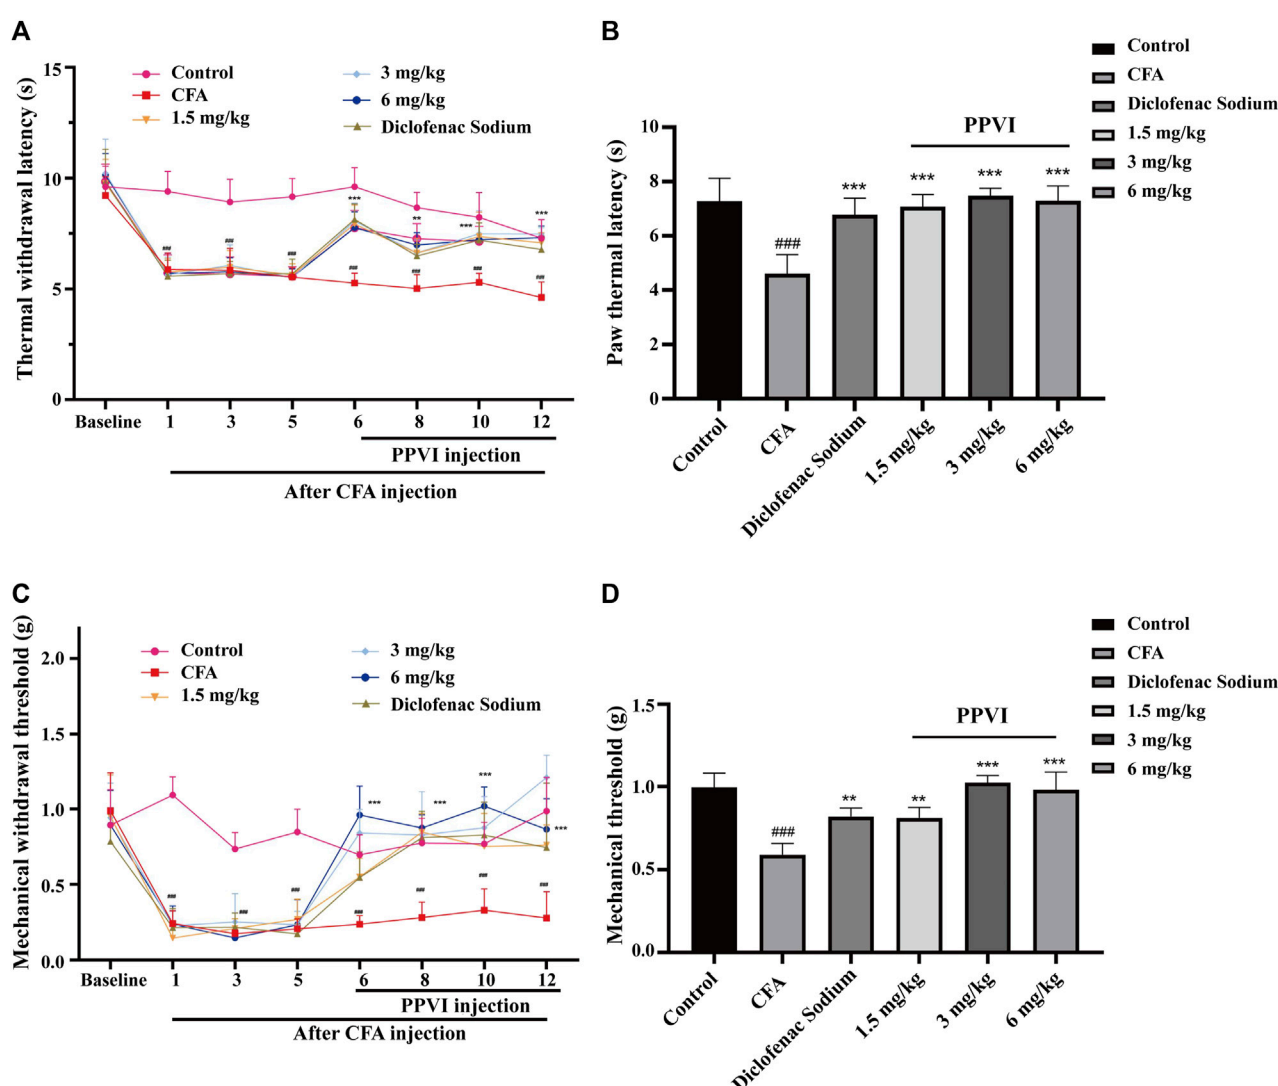 A
Thermal withdrawal latency (s)
Control
CFA
1.5 mg/kg
3 mg/kg
6 mg/kg
Diclofenac Sodium
15
10
5
0
###
###
###
***
###
**
###
***
###
***
###
Baseline 1 3 5 6 8 10 12
PPVI injection
After CFA injection
B
Paw thermal latency (s)
Control
CFA
Diclofenac Sodium
1.5 mg/kg
3 mg/kg
6 mg/kg
PPVI
10
8
6
4
2
0
### *** *** *** ***
Control CFA Diclofenac Sodium 1.5 mg/kg 3 mg/kg 6 mg/kg
C
Mechanical withdrawal threshold (g)
Control
CFA
1.5 mg/kg
3 mg/kg
6 mg/kg
Diclofenac Sodium
2.0
1.5
1.0
0.5
0.0
###
###
###
***
###
***
###
***
###
***
###
Baseline 1 3 5 6 8 10 12
PPVI injection
After CFA injection
D
Mechanical threshold (g)
Control
CFA
Diclofenac Sodium
1.5 mg/kg
3 mg/kg
6 mg/kg
PPVI
1.5
1.0
0.5
0.0
### ** ** *** ***
Control CFA Diclofenac Sodium 1.5 mg/kg 3 mg/kg 6 mg/kg